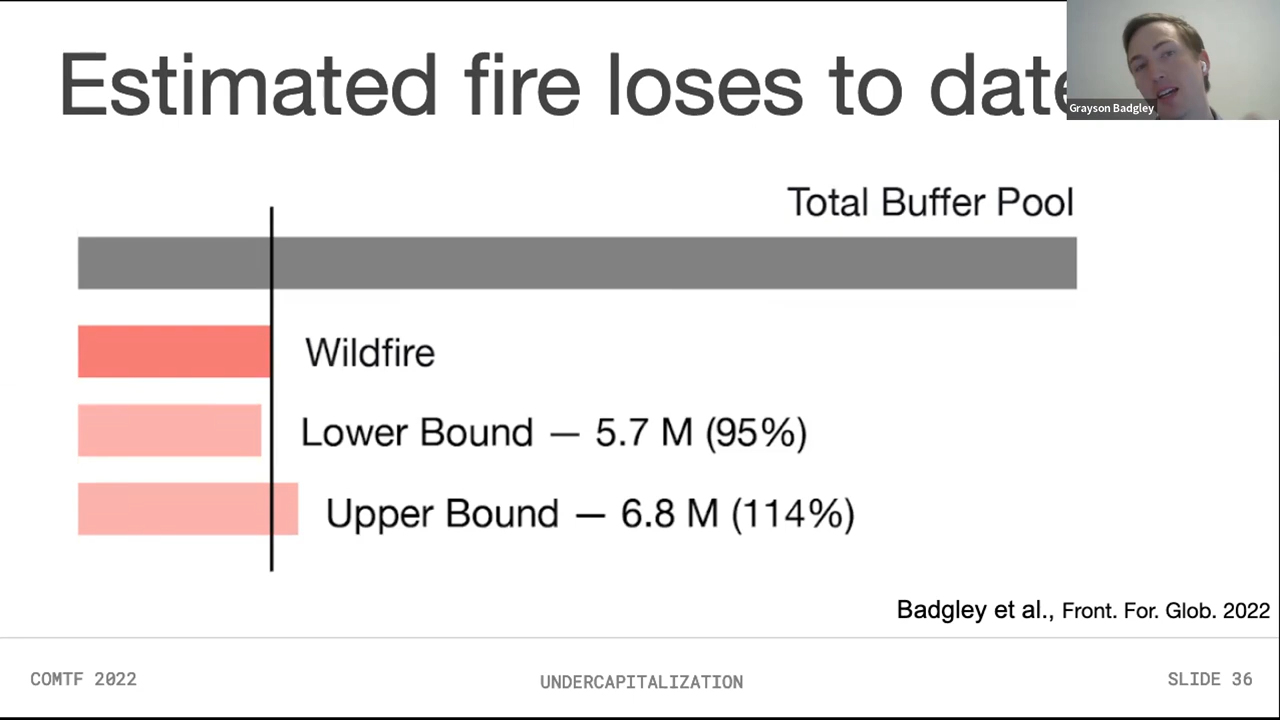 Estimated fire loses to date
Grayson Badgley
Total Buffer Pool
Wildfire
Lower Bound — 5.7 M (95%)
Upper Bound — 6.8 M (114%)
Badgley et al., Front. For. Glob. 2022
COMTF 2022
UNDERCAPITALIZATION
SLIDE 36